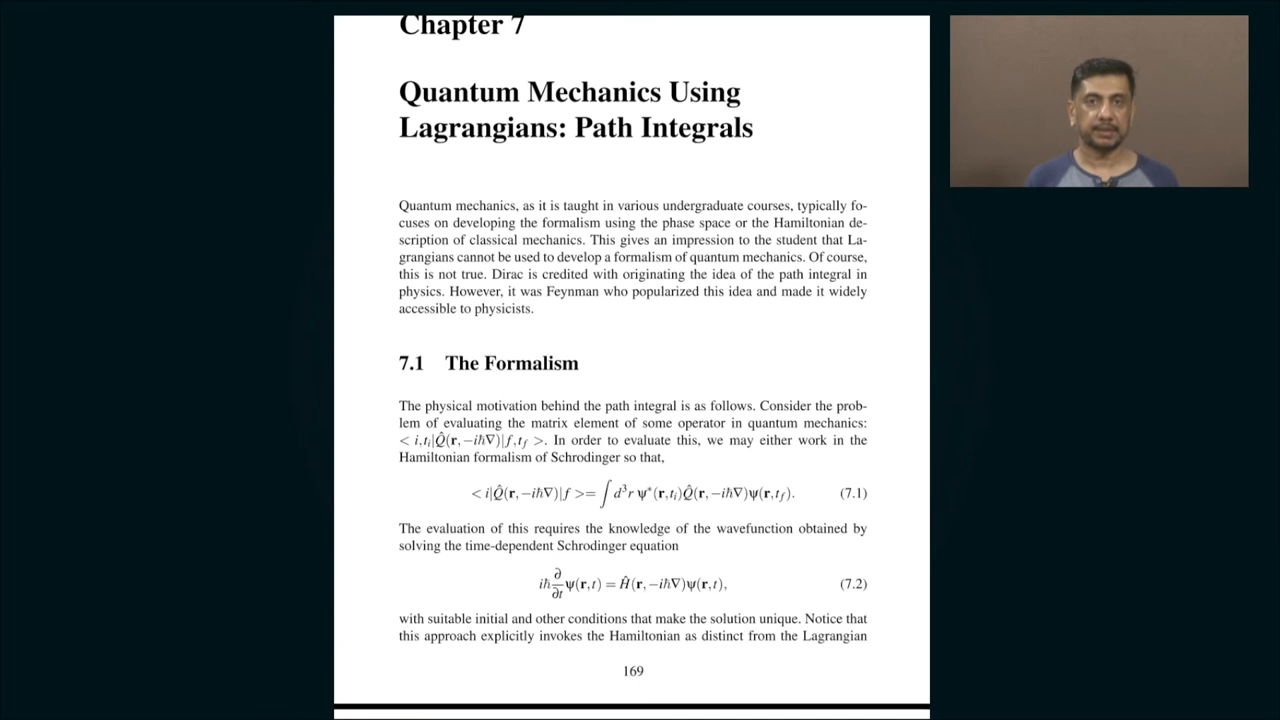 Chapter 7
Quantum Mechanics Using
Lagrangians: Path Integrals
Quantum mechanics, as it is taught in various undergraduate courses, typically fo-
cuses on developing the formalism using the phase space or the Hamiltonian de-
scription of classical mechanics. This gives an impression to the student that La-
grangians cannot be used to develop a formalism of quantum mechanics. Of course,
this is not true. Dirac is credited with originating the idea of the path integral in
physics. However, it was Feynman who popularized this idea and made it widely
accessible to physicists.
7.1 The Formalism
The physical motivation behind the path integral is as follows. Consider the prob-
lem of evaluating the matrix element of some operator in quantum mechanics:
< i,tᵢ|Q̂(r,−iħ∇)|f,t_f >. In order to evaluate this, we may either work in the
Hamiltonian formalism of Schrodinger so that,
< i|Q̂(r,−iħ∇)|f >= ∫ d³r ψ*(r,tᵢ)Q̂(r,−iħ∇)ψ(r,t_f). (7.1)
The evaluation of this requires the knowledge of the wavefunction obtained by
solving the time-dependent Schrodinger equation
iħ ∂/∂t ψ(r,t) = Ĥ(r,−iħ∇)ψ(r,t), (7.2)
with suitable initial and other conditions that make the solution unique. Notice that
this approach explicitly invokes the Hamiltonian as distinct from the Lagrangian
169